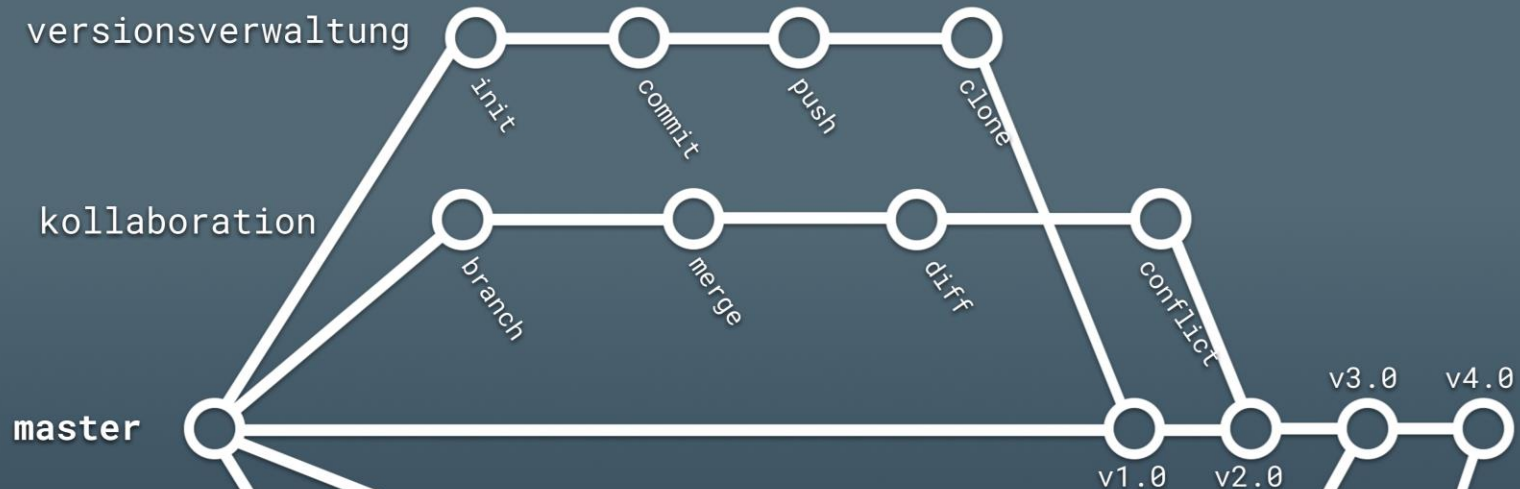 versionsverwaltung
init
commit
push
clone
kollaboration
branch
merge
diff
conflict
v3.0
v4.0
master
v1.0
v2.0